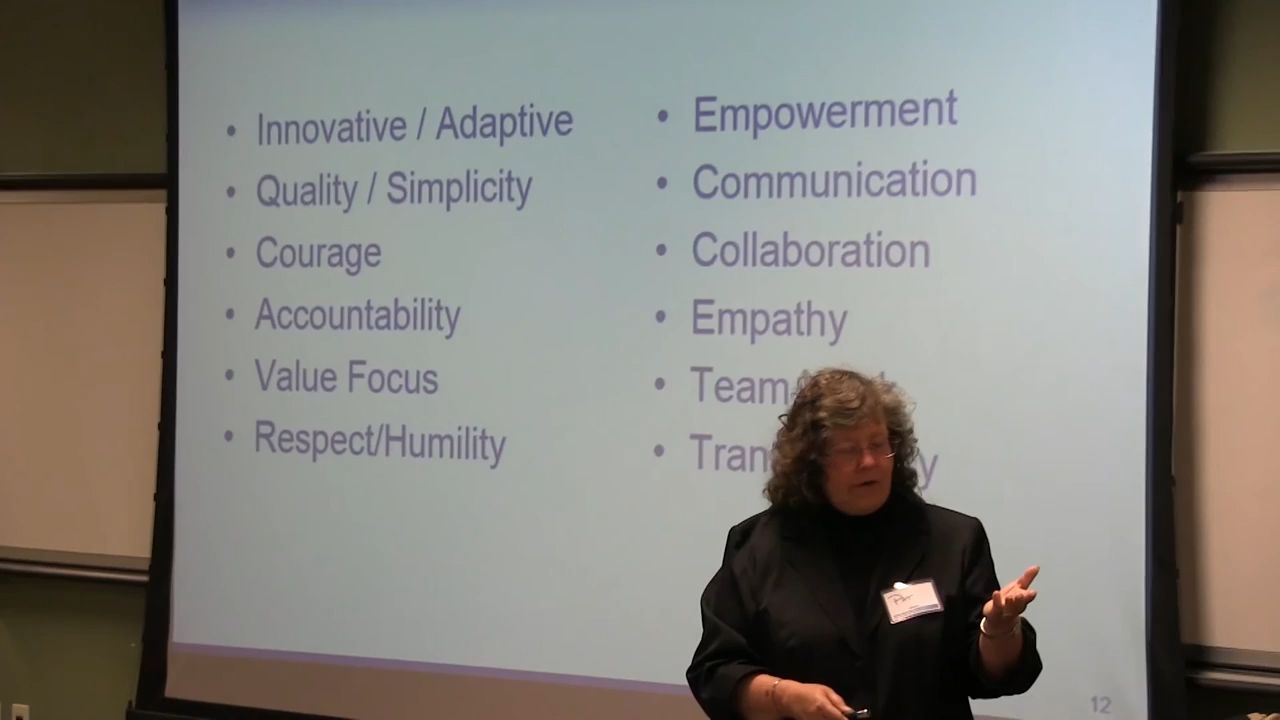 • Innovative / Adaptive
• Quality / Simplicity
• Courage
• Accountability
• Value Focus
• Respect/Humility
• Empowerment
• Communication
• Collaboration
• Empathy
12